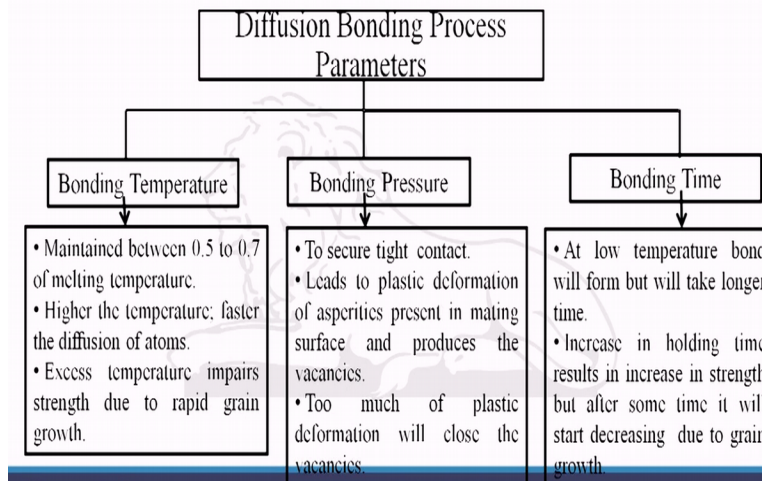 Diffusion Bonding Process
Parameters
Bonding Temperature
• Maintained between 0.5 to 0.7
of melting temperature.
• Higher the temperature; faster
the diffusion of atoms.
• Excess temperature impairs
strength due to rapid grain
growth.
Bonding Pressure
• To secure tight contact.
• Leads to plastic deformation
of asperities present in mating
surface and produces the
vacancies.
• Too much of plastic
deformation will close the
vacancies.
Bonding Time
• At low temperature bond
will form but will take longer
time.
• Increase in holding time
results in increase in strength
but after some time it wil
start decreasing due to grain
growth.